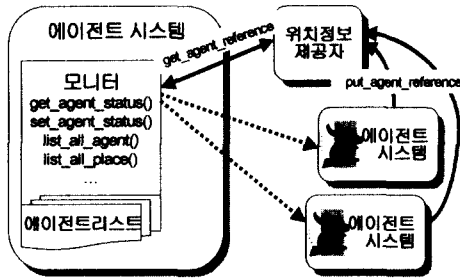 에이전트 시스템
모니터
get_agent_status()
set_agent_status()
list_all_agent()
list_all_place()
...
에이전트리스트
get_agent_reference
위치정보
제공자
put_agent_reference
에이전트
시스템
에이전트
시스템